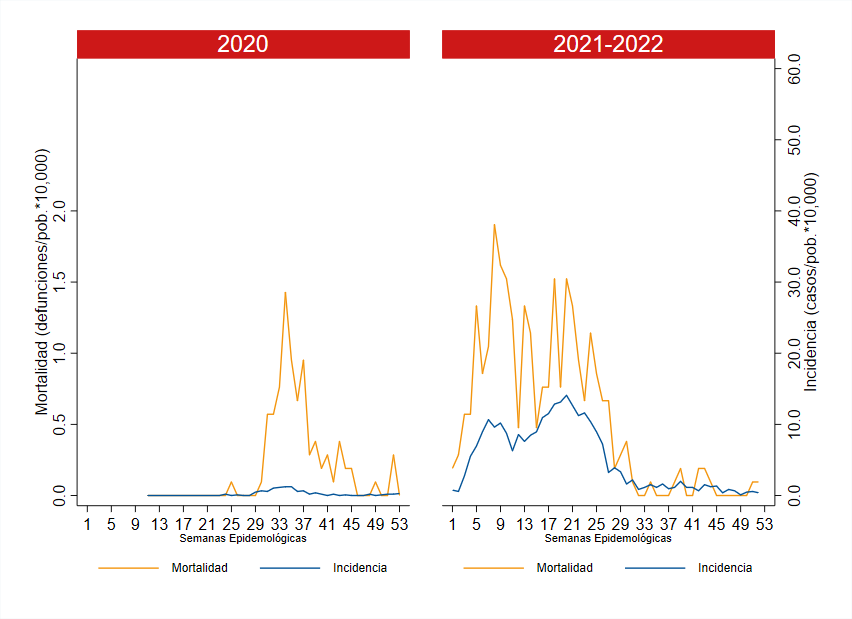 2020
2021-2022
Mortalidad (defunciones/pob.*10,000)
0.0 0.5 1.0 1.5 2.0
0.0 10.0 20.0 30.0 40.0 50.0 60.0
Incidencia (casos/pob.*10,000)
1 5 9 13 17 21 25 29 33 37 41 45 49 53
1 5 9 13 17 21 25 29 33 37 41 45 49 53
Semanas Epidemológicas
Semanas Epidemológicas
Mortalidad Incidencia
Mortalidad Incidencia